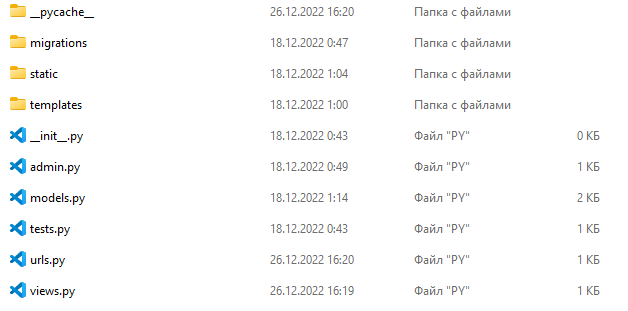 __pycache__ 26.12.2022 16:20 Папка с файлами
migrations 18.12.2022 0:47 Папка с файлами
static 18.12.2022 1:04 Папка с файлами
templates 18.12.2022 1:00 Папка с файлами
__init__.py 18.12.2022 0:43 Файл "PY" 0 КБ
admin.py 18.12.2022 0:49 Файл "PY" 1 КБ
models.py 18.12.2022 1:14 Файл "PY" 2 КБ
tests.py 18.12.2022 0:43 Файл "PY" 1 КБ
urls.py 26.12.2022 16:20 Файл "PY" 1 КБ
views.py 26.12.2022 16:19 Файл "PY" 1 КБ